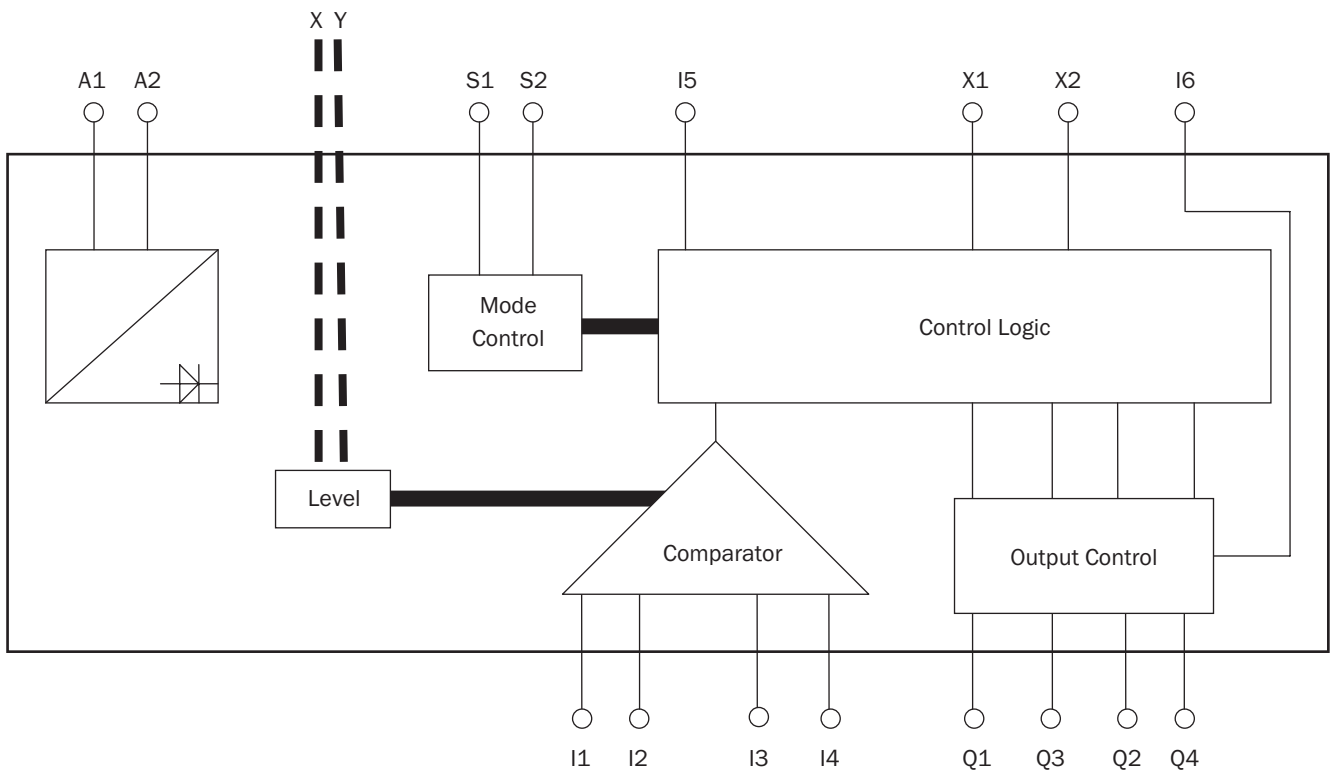 X Y
A1 A2 S1 S2 I5 X1 X2 I6
Mode
Control
Control Logic
Level
Comparator
Output Control
I1 I2 I3 I4 Q1 Q3 Q2 Q4